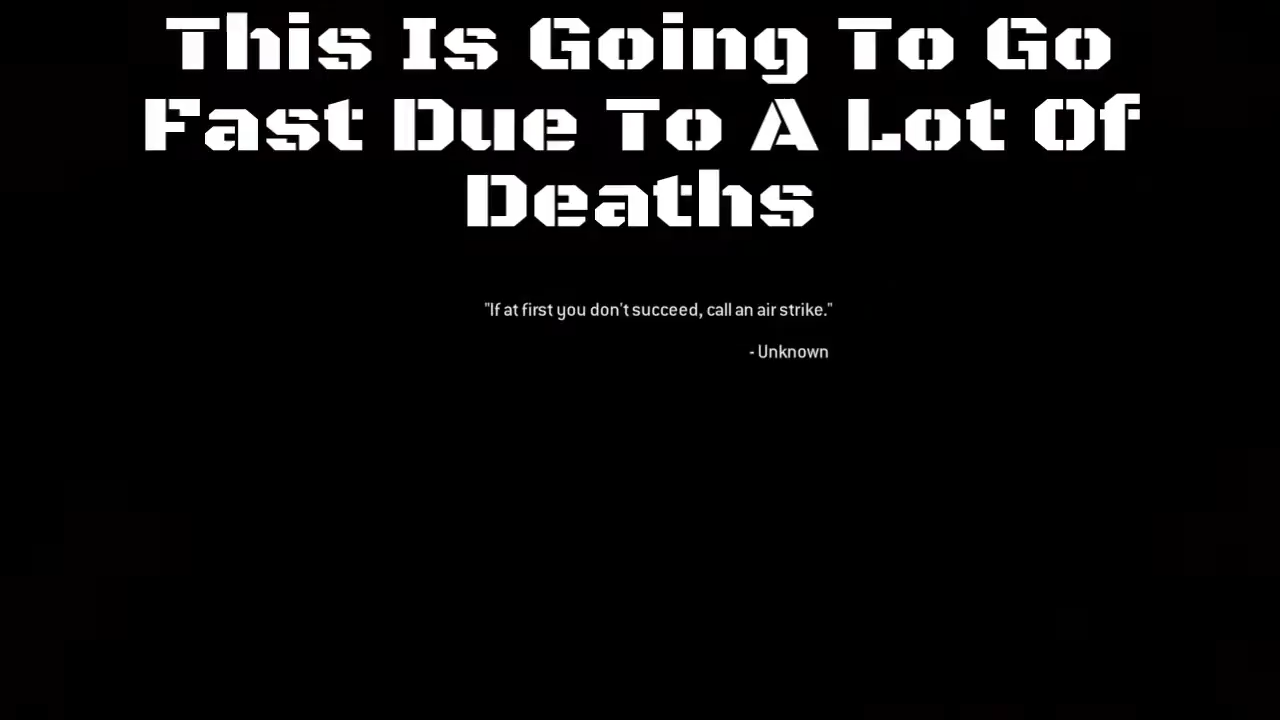 This Is Going To Go
Fast Due To A Lot Of
Deaths
"If at first you don't succeed, call an air strike."
- Unknown